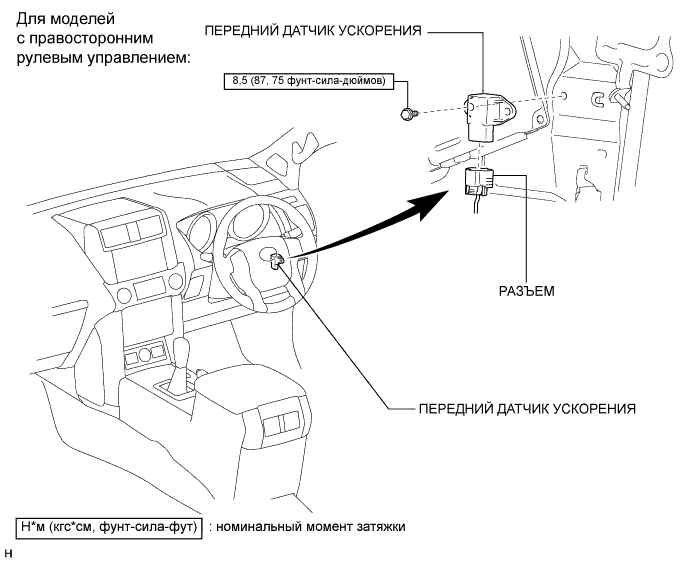 Для моделей
с правосторонним
рулевым управлением:
ПЕРЕДНИЙ ДАТЧИК УСКОРЕНИЯ
8,5 (87, 75 фунт-сила-дюймов)
РАЗЪЕМ
ПЕРЕДНИЙ ДАТЧИК УСКОРЕНИЯ
Н*м (кгс*см, фунт-сила-фут) : номинальный момент затяжки
H